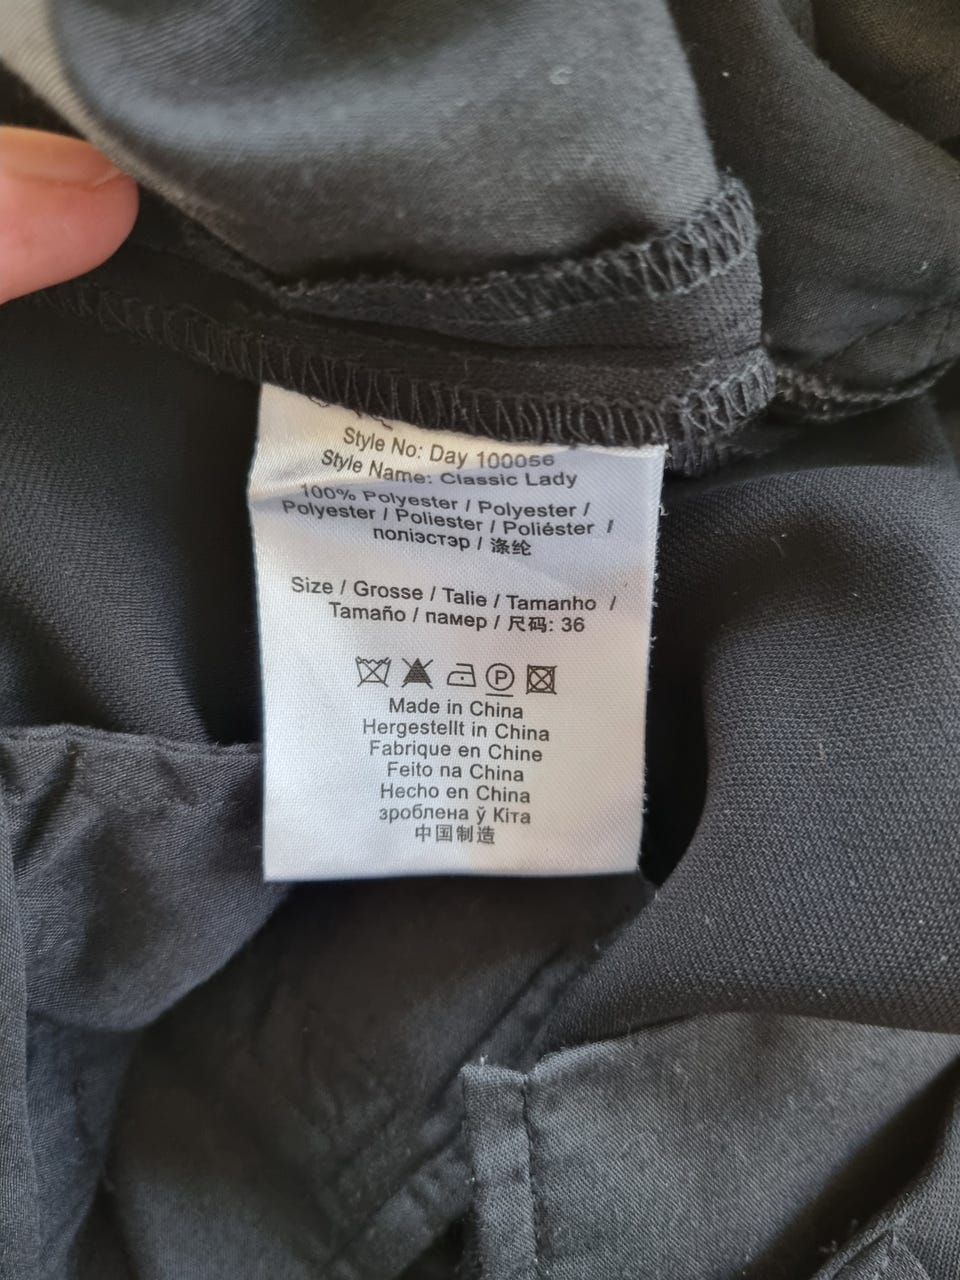 Style No: Day 100056
Style Name: Classic Lady
100% Polyester / Polyester /
Polyester / Poliester / Poliéster /
поліэстэр / 涤纶
Size / Grosse / Talie / Tamanho /
Tamaño / памер / 尺码: 36
P
Made in China
Hergestellt in China
Fabrique en Chine
Feito na China
Hecho en China
зроблена ў Кіта
中国制造